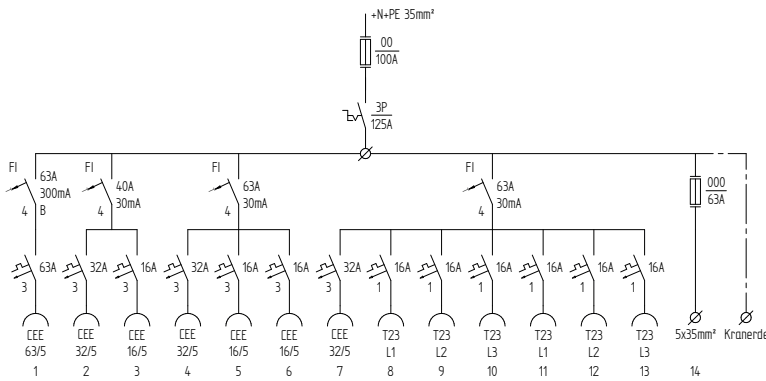 +N+PE 35mm²
00
100A
3P
125A
FI
63A
300mA
4
B
FI
40A
30mA
4
FI
63A
30mA
4
FI
63A
30mA
4
000
63A
63A
3
32A
3
16A
3
32A
3
16A
3
16A
3
32A
3
16A
1
16A
1
16A
1
16A
1
16A
1
16A
1
CEE CEE CEE CEE CEE CEE CEE T23 T23 T23 T23 T23 T23 5x35mm² Kranerde
63/5 32/5 16/5 32/5 16/5 16/5 32/5 L1 L2 L3 L1 L2 L3
1 2 3 4 5 6 7 8 9 10 11 12 13 14